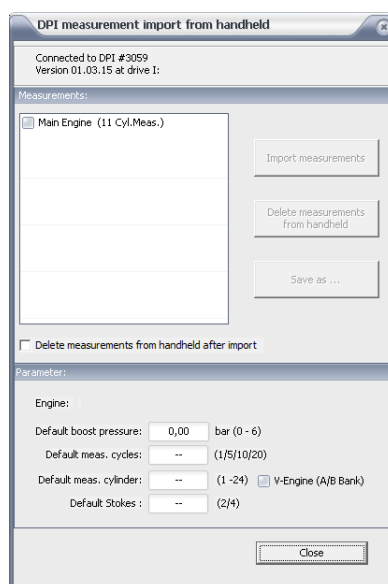 DPI measurement import from handheld
Connected to DPI #3059
Version 01.03.15 at drive I:
Measurements:
Main Engine (11 Cyl.Meas.)
Import measurements
Delete measurements
from handheld
Save as ...
Delete measurements from handheld after import
Parameter:
Engine:
Default boost pressure: 0,00 bar (0 - 6)
Default meas. cycles: -- (1/5/10/20)
Default meas. cylinder: -- (1 -24) V-Engine (A/B Bank)
Default Stokes : -- (2/4)
Close